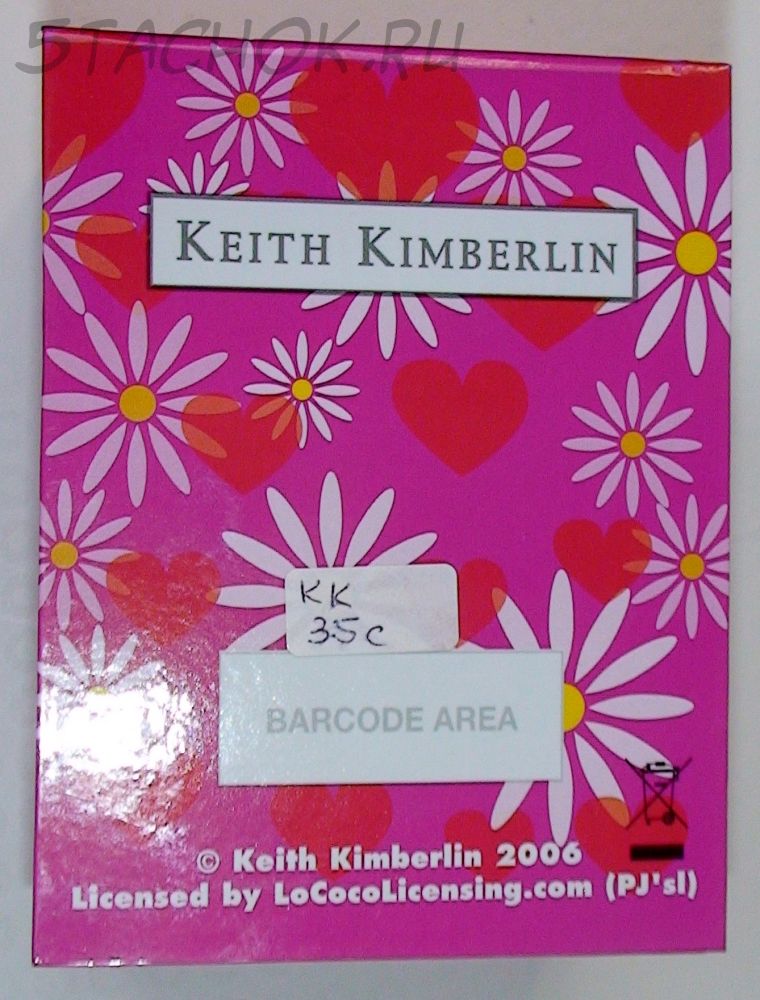 5TACHOK.RU
KEITH KIMBERLIN
KK
35c
BARCODE AREA
© Keith Kimberlin 2006
Licensed by LoCocoLicensing.com (PJ'sl)